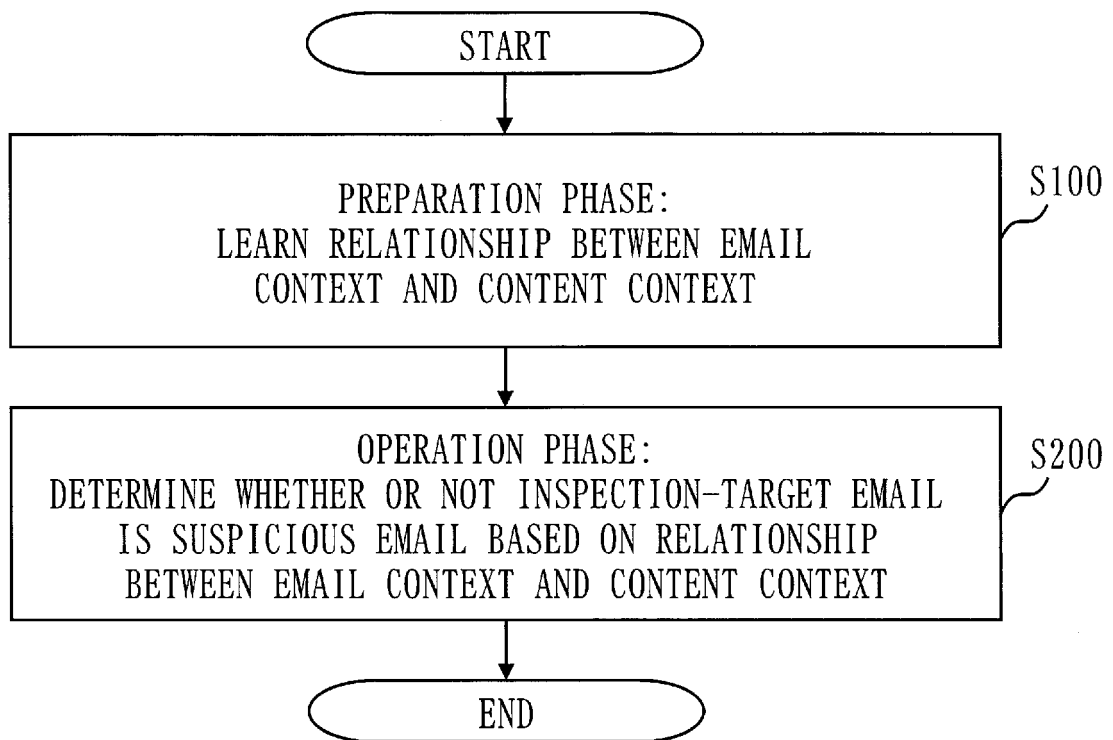 START
PREPARATION PHASE:
LEARN RELATIONSHIP BETWEEN EMAIL
CONTEXT AND CONTENT CONTEXT
S100
OPERATION PHASE:
DETERMINE WHETHER OR NOT INSPECTION-TARGET EMAIL
IS SUSPICIOUS EMAIL BASED ON RELATIONSHIP
BETWEEN EMAIL CONTEXT AND CONTENT CONTEXT
S200
END